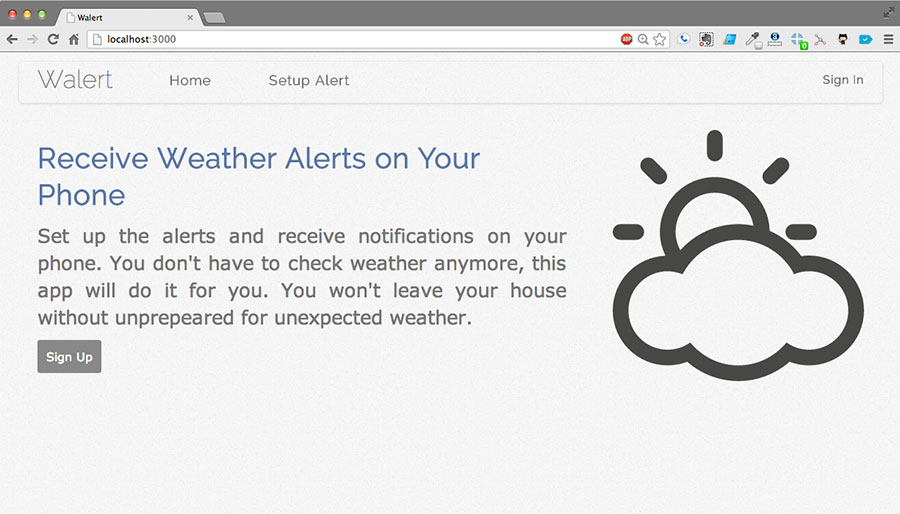 Walert
localhost:3000
ABP
0
Walert Home Setup Alert Sign In
Receive Weather Alerts on Your
Phone
Set up the alerts and receive notifications on your
phone. You don't have to check weather anymore, this
app will do it for you. You won't leave your house
without unprepeared for unexpected weather.
Sign Up